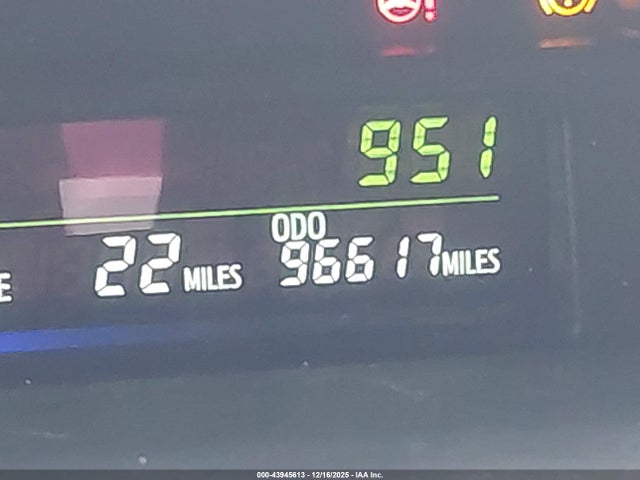 951
ODO
E 22 MILES 96617 MILES
000-43945613 - 12/16/2025 - IAA Inc.